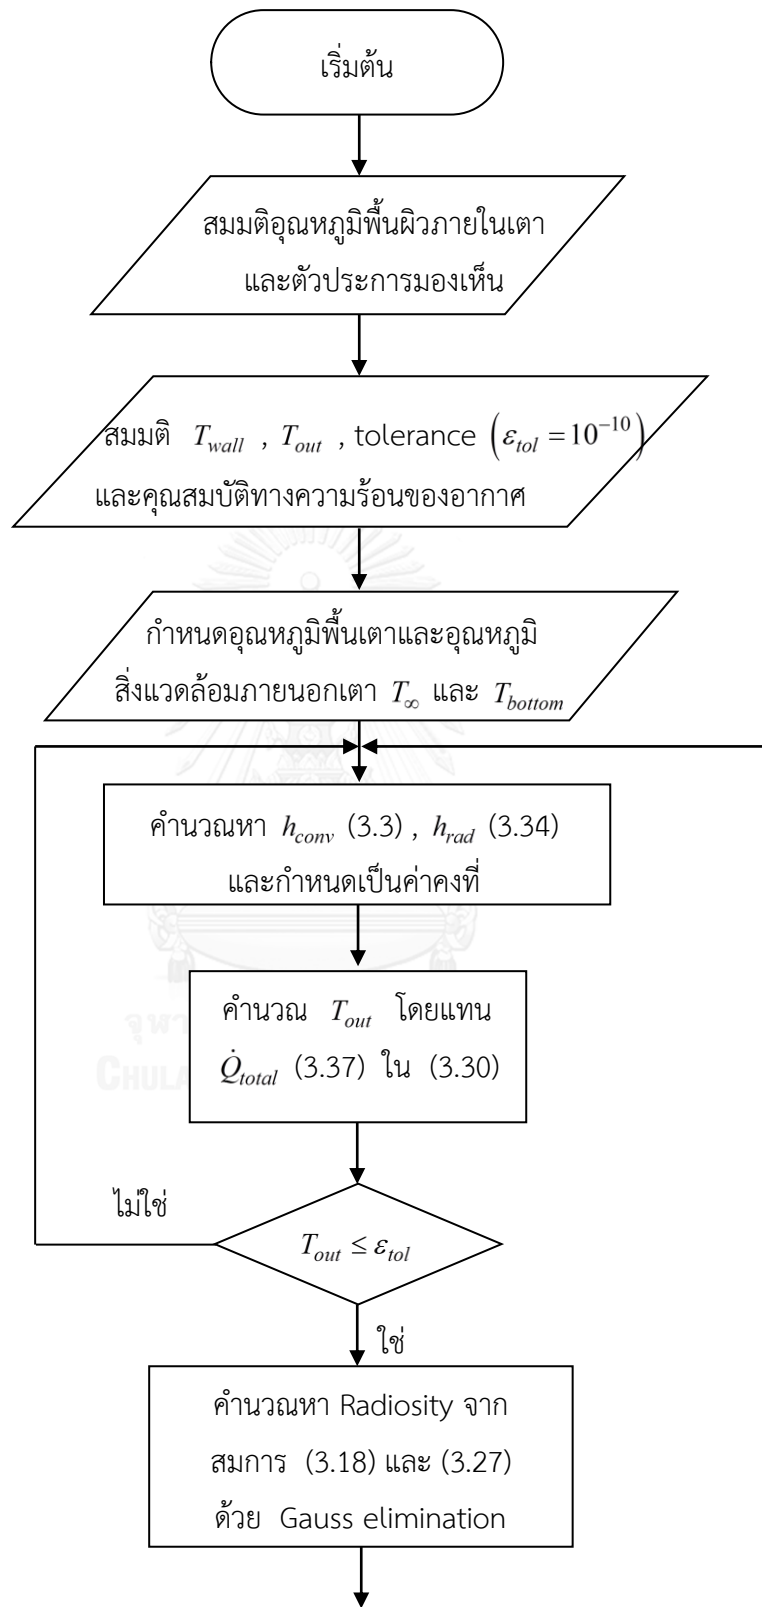 เริ่มต้น
สมมติอุณหภูมิพื้นผิวภายในเตา
และตัวประการมองเห็น
สมมติ T_wall , T_out , tolerance (ε_tol = 10^-10)
และคุณสมบัติทางความร้อนของอากาศ
กำหนดอุณหภูมิพื้นเตาและอุณหภูมิ
สิ่งแวดล้อมภายนอกเตา T_∞ และ T_bottom
คำนวณหา h_conv (3.3) , h_rad (3.34)
และกำหนดเป็นค่าคงที่
คำนวณ T_out โดยแทน
Q̇_total (3.37) ใน (3.30)
ไม่ใช่
T_out ≤ ε_tol
ใช่
คำนวณหา Radiosity จาก
สมการ (3.18) และ (3.27)
ด้วย Gauss elimination